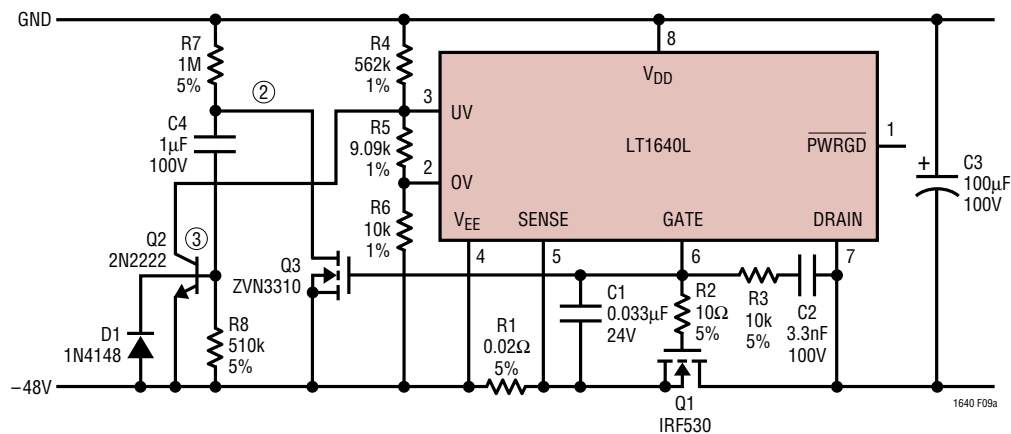 GND
R7
1M
5%
②
C4
1µF
100V
R4
562k
1%
3
UV
R5
9.09k
1%
2
OV
R6
10k
1%
8
VDD
LT1640L
PWRGD
1
VEE
SENSE
GATE
DRAIN
4
5
6
7
C3
+
100µF
100V
Q2
2N2222
③
Q3
ZVN3310
D1
1N4148
R8
510k
5%
R1
0.02Ω
5%
C1
0.033µF
24V
R2
10Ω
5%
R3
10k
5%
C2
3.3nF
100V
–48V
Q1
IRF530
1640 F09a